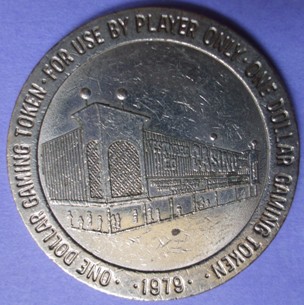 ONE DOLLAR GAMING TOKEN · FOR USE BY PLAYER ONLY · ONE DOLLAR GAMING TOKEN ·
CASINO
· 1979 ·